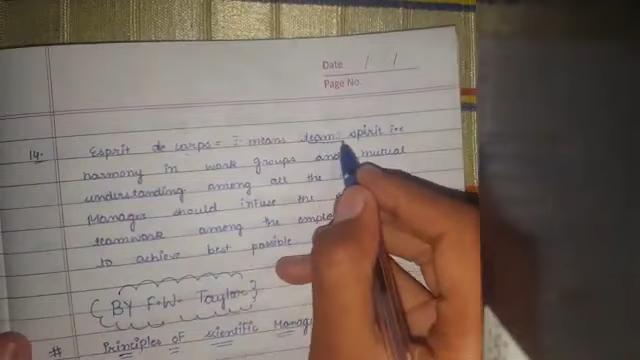 Date / /
Page No.
14. Esprit de corps = : means team spirit i.e
harmony in work groups and mutual
understanding among all the
Manager should infuse the
teamwork among the
to achieve best possible
{ BY F.W. Taylor }
# Principles of scientific